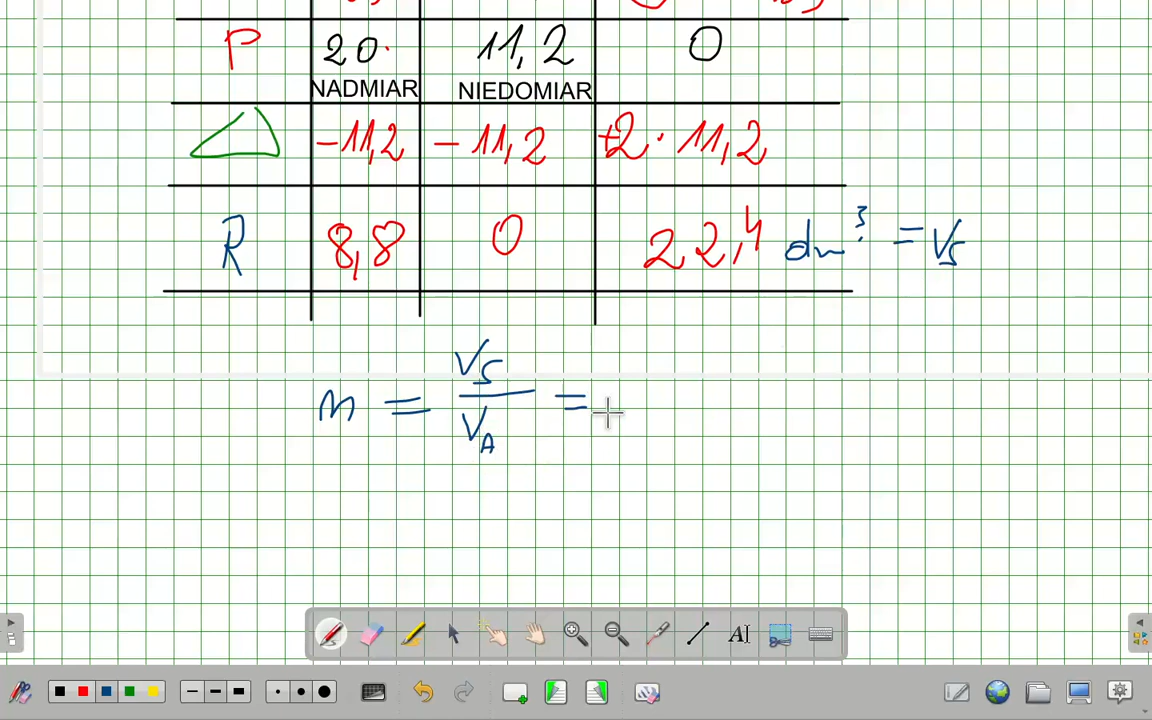 P 20. 11,2 0
NADMIAR NIEDOMIAR
-11,2 -11,2 +2 · 11,2
R 8,8 0 22,4 dm³ = Vs
n = Vs / VA =